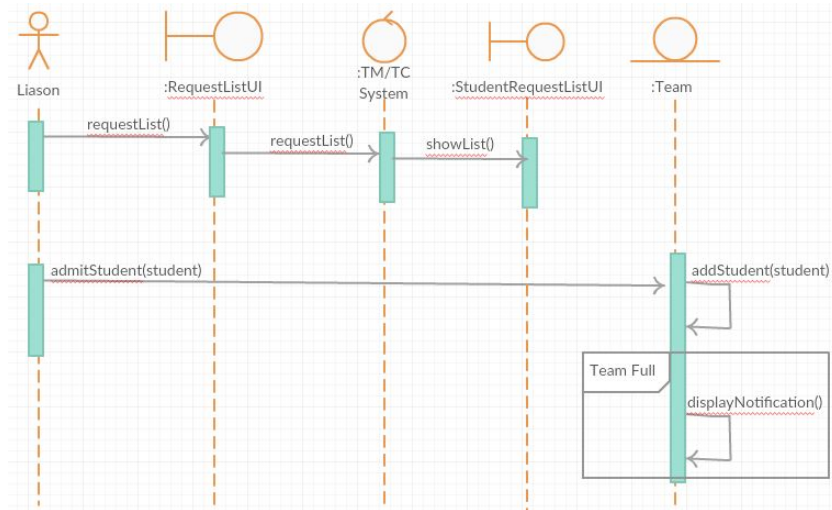 Liason
:RequestListUI
:TM/TC
System
:StudentRequestListUI
:Team
requestList()
requestList()
showList()
admitStudent(student)
addStudent(student)
Team Full
displayNotification()